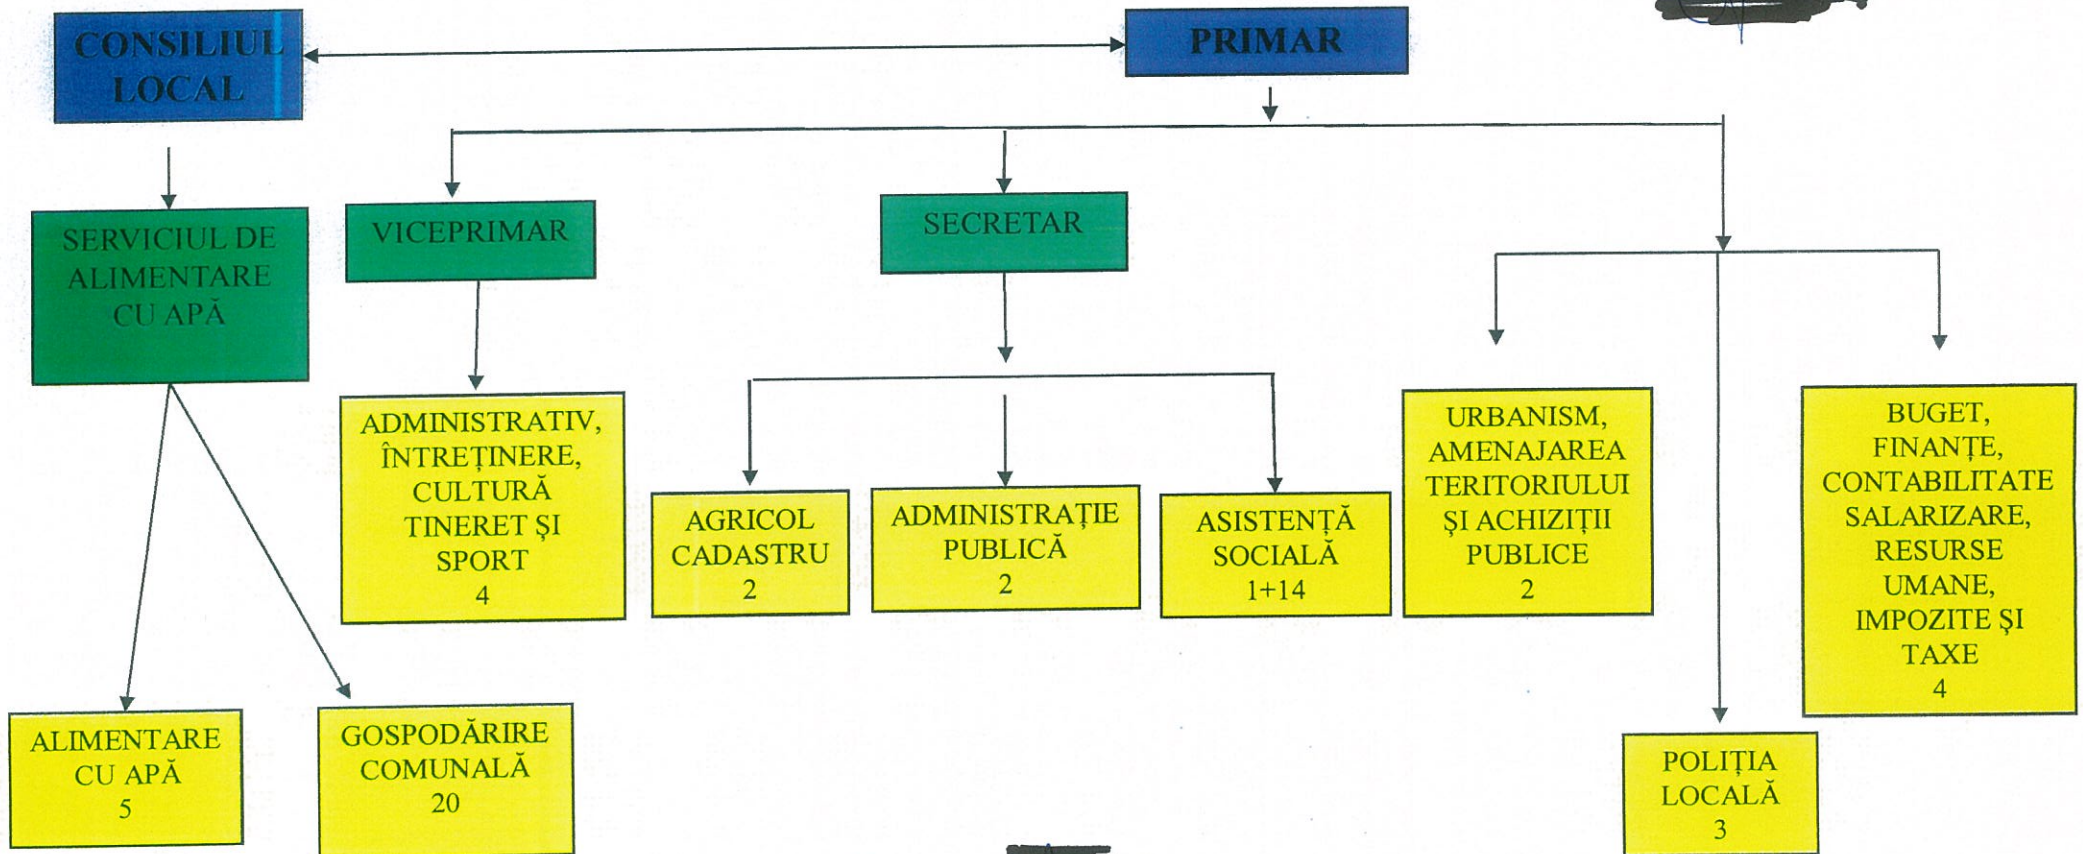 CONSILIUL
LOCAL
PRIMAR
SERVICIUL DE
ALIMENTARE
CU APĂ
VICEPRIMAR
SECRETAR
ADMINISTRATIV,
ÎNTREȚINERE,
CULTURĂ
TINERET ȘI
SPORT
4
AGRICOL
CADASTRU
2
ADMINISTRAȚIE
PUBLICĂ
2
ASISTENȚĂ
SOCIALĂ
1+14
URBANISM,
AMENAJAREA
TERITORIULUI
ȘI ACHIZIȚII
PUBLICE
2
BUGET,
FINANȚE,
CONTABILITATE
SALARIZARE,
RESURSE
UMANE,
IMPOZITE ȘI
TAXE
4
ALIMENTARE
CU APĂ
5
GOSPODĂRIRE
COMUNALĂ
20
POLIȚIA
LOCALĂ
3